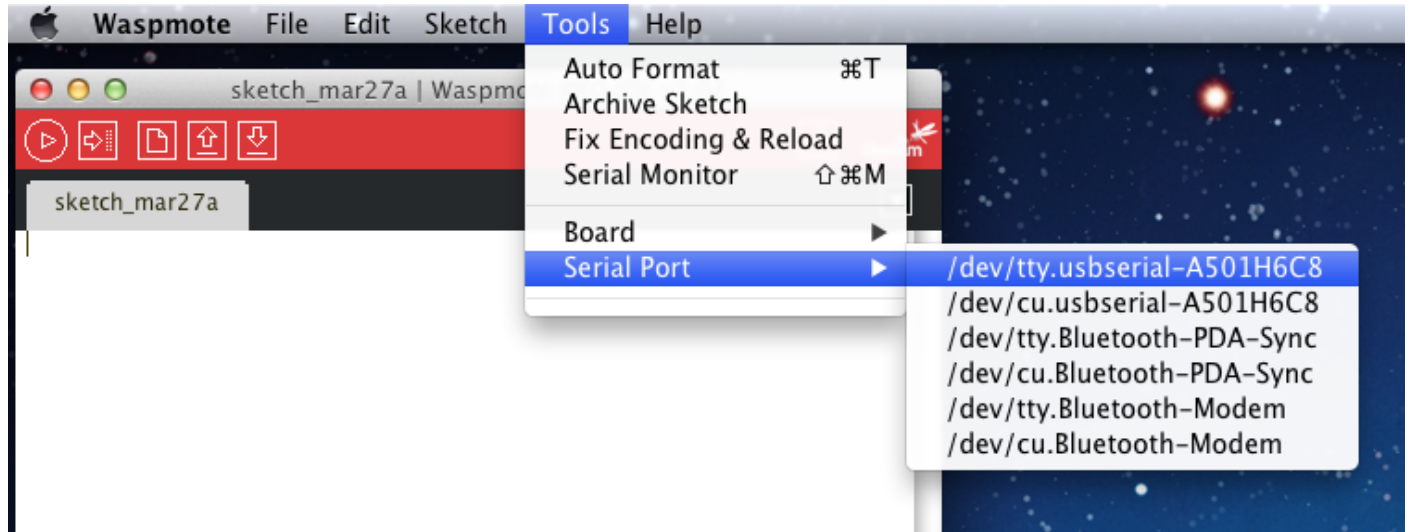 Waspmote File Edit Sketch Tools Help
sketch_mar27a | Waspmo
sketch_mar27a
Auto Format ⌘T
Archive Sketch
Fix Encoding & Reload
Serial Monitor ⇧⌘M
Board ▶
Serial Port ▶
/dev/tty.usbserial-A501H6C8
/dev/cu.usbserial-A501H6C8
/dev/tty.Bluetooth-PDA-Sync
/dev/cu.Bluetooth-PDA-Sync
/dev/tty.Bluetooth-Modem
/dev/cu.Bluetooth-Modem